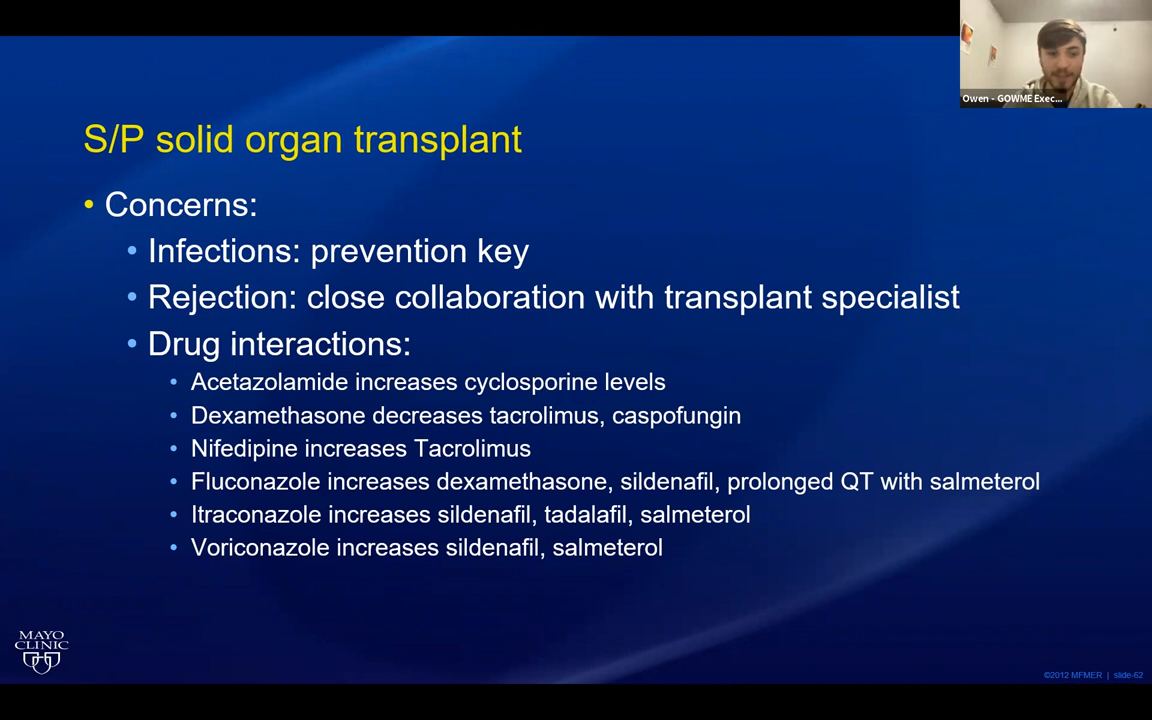 Owen - GOWME Exec...
S/P solid organ transplant
• Concerns:
• Infections: prevention key
• Rejection: close collaboration with transplant specialist
• Drug interactions:
• Acetazolamide increases cyclosporine levels
• Dexamethasone decreases tacrolimus, caspofungin
• Nifedipine increases Tacrolimus
• Fluconazole increases dexamethasone, sildenafil, prolonged QT with salmeterol
• Itraconazole increases sildenafil, tadalafil, salmeterol
• Voriconazole increases sildenafil, salmeterol
MAYO
CLINIC
©2012 MFMER | slide-62